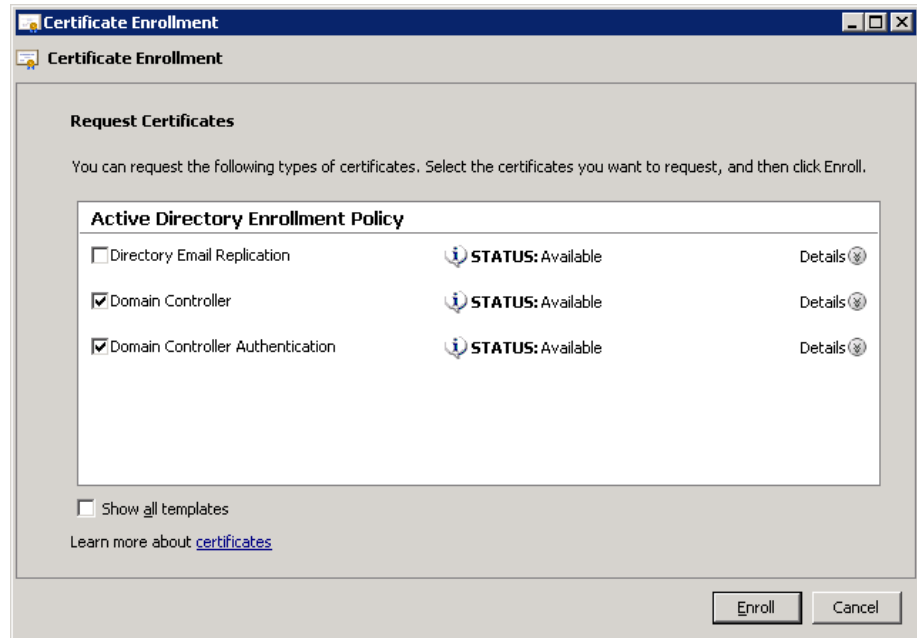 Certificate Enrollment
Certificate Enrollment
Request Certificates
You can request the following types of certificates. Select the certificates you want to request, and then click Enroll.
Active Directory Enrollment Policy
Directory Email Replication STATUS: Available Details
Domain Controller STATUS: Available Details
Domain Controller Authentication STATUS: Available Details
Show all templates
Learn more about certificates
Enroll Cancel